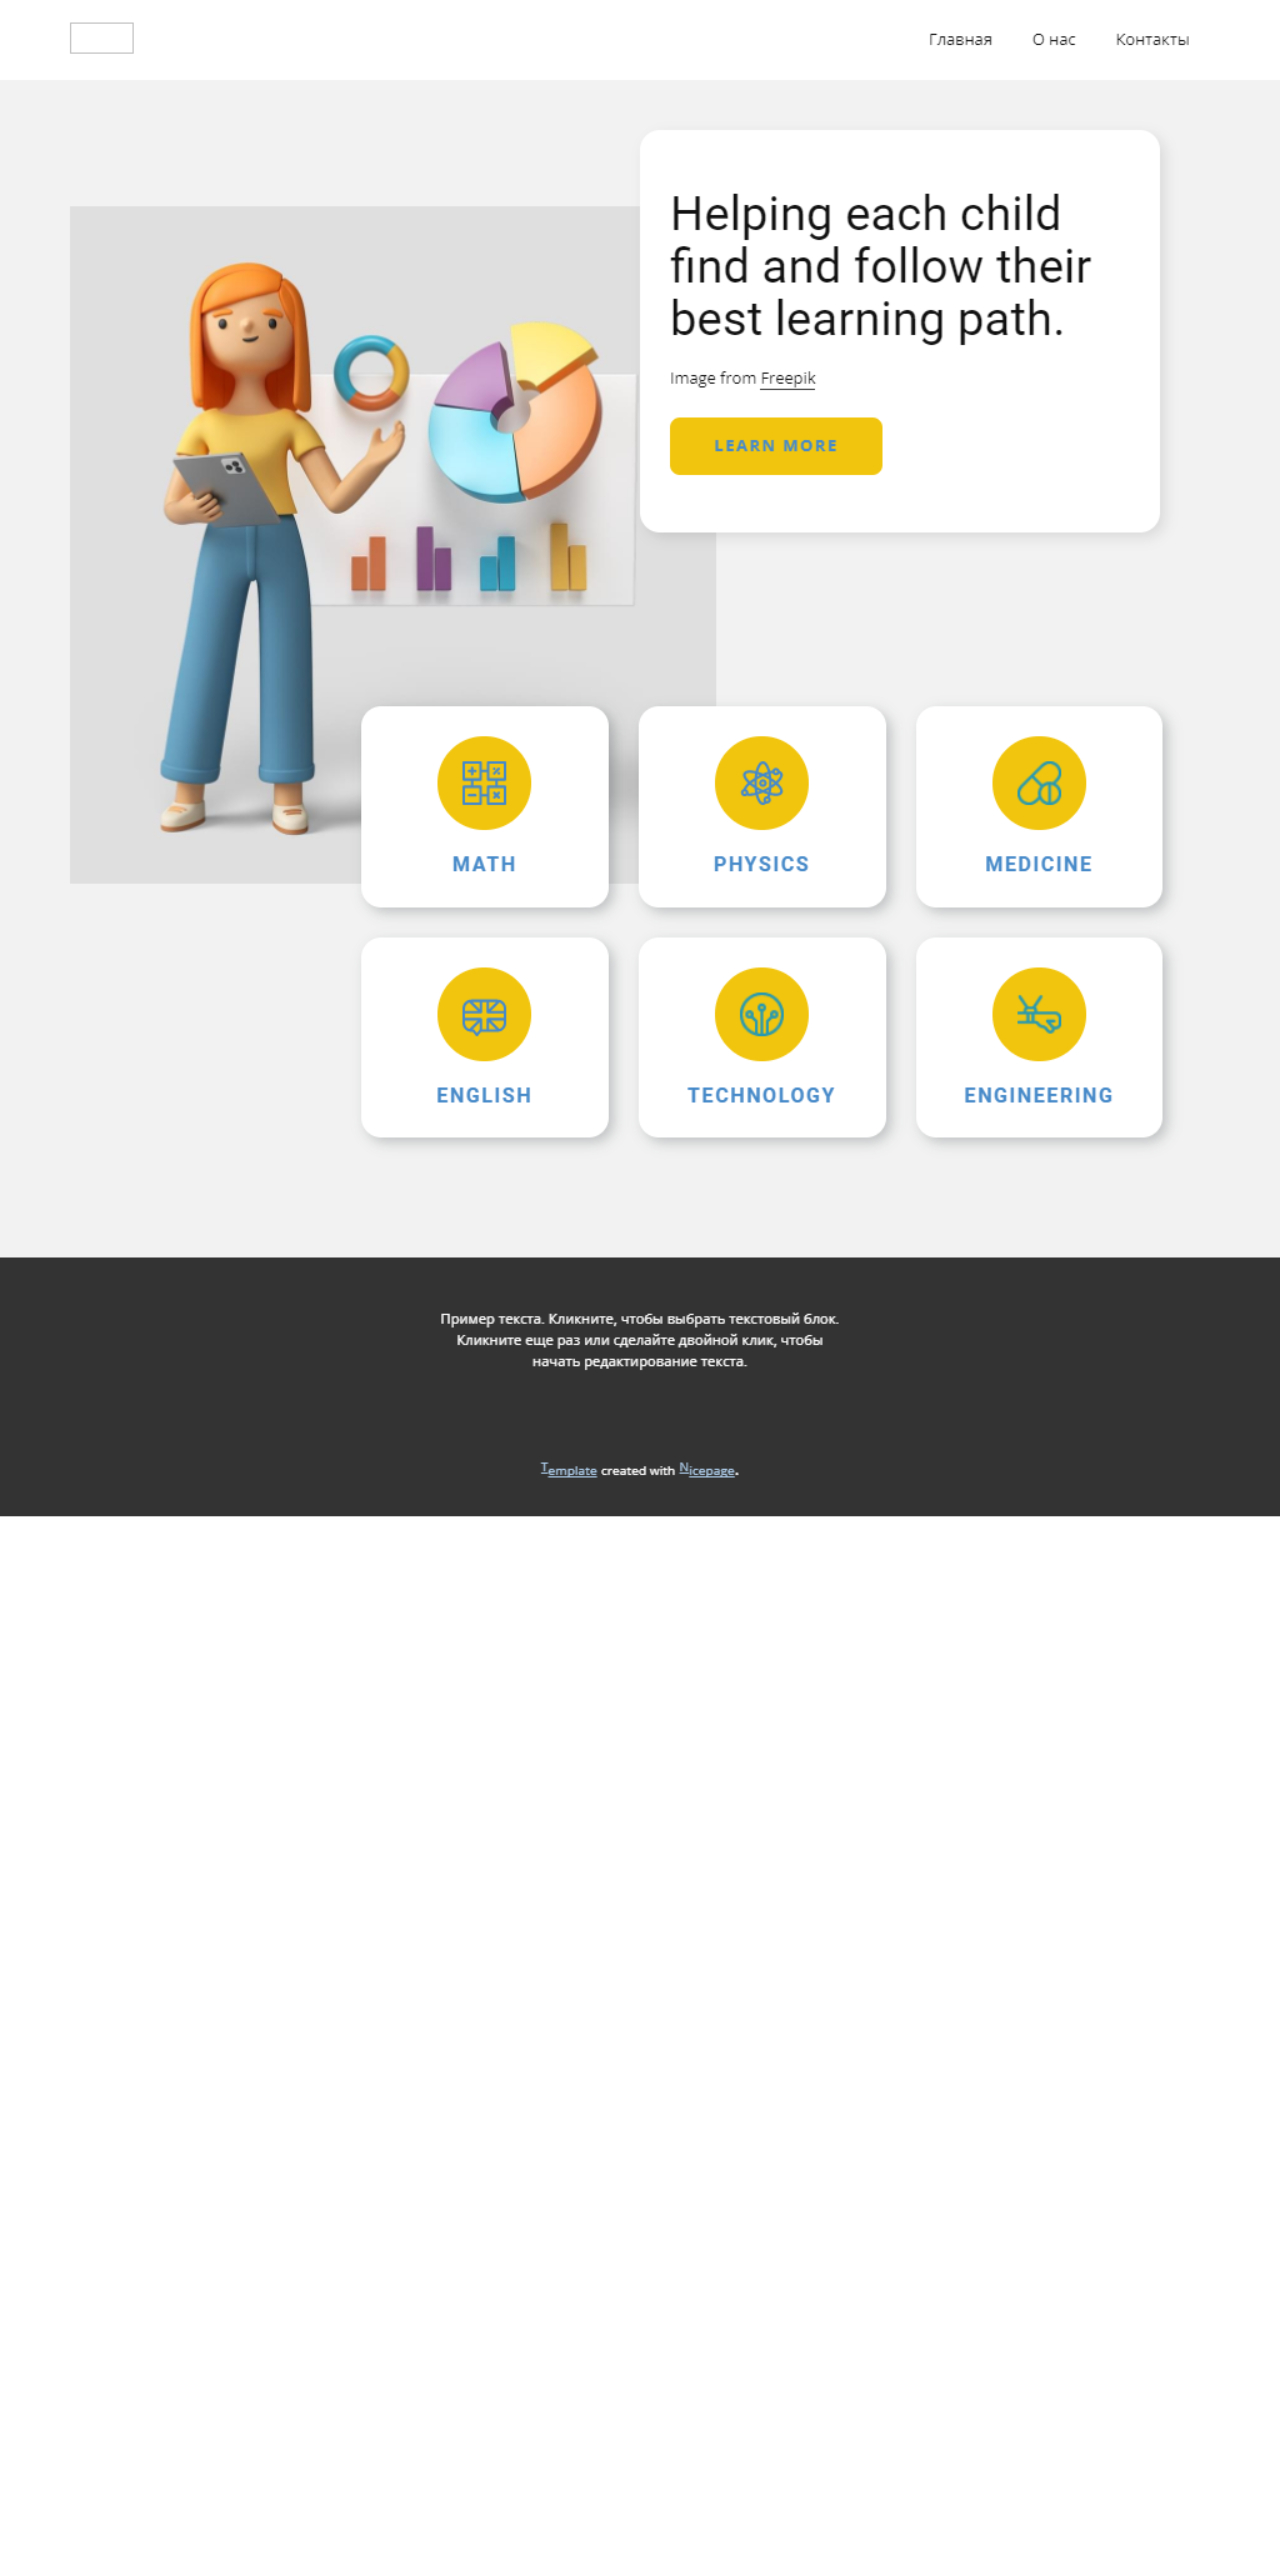 Главная О нас Контакты
Helping each child
find and follow their
best learning path.
Image from Freepik
LEARN MORE
MATH
PHYSICS
MEDICINE
ENGLISH
TECHNOLOGY
ENGINEERING
Пример текста. Кликните, чтобы выбрать текстовый блок.
Кликните еще раз или сделайте двойной клик, чтобы
начать редактирование текста.
Template created with Nicepage.